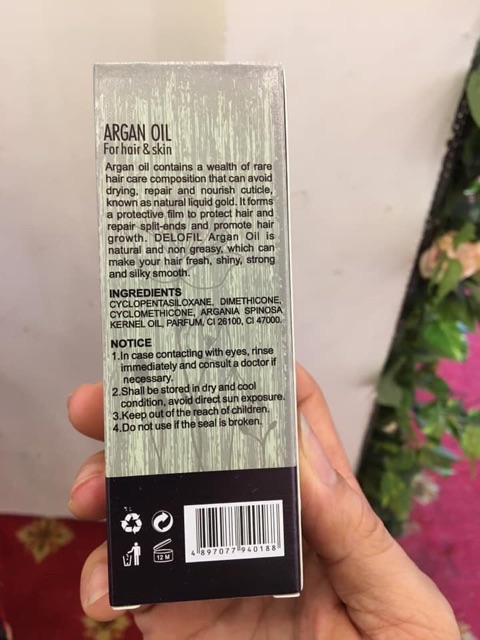 ARGAN OIL
For hair & skin
Argan oil contains a wealth of rare
hair care composition that can avoid
drying, repair and nourish cuticle,
known as natural liquid gold. It forms
a protective film to protect hair and
repair split-ends and promote hair
growth. DELOFIL Argan Oil is
natural and non greasy, which can
make your hair fresh, shiny, strong
and silky smooth.
INGREDIENTS
CYCLOPENTASILOXANE, DIMETHICONE,
CYCLOMETHICONE, ARGANIA SPINOSA
KERNEL OIL, PARFUM, CI 26100, CI 47000.
NOTICE
1.In case contacting with eyes, rinse
immediately and consult a doctor if
necessary.
2.Shall be stored in dry and cool
condition, avoid direct sun exposure.
3.Keep out of the reach of children.
4.Do not use if the seal is broken.
12 M
4 897077 940188